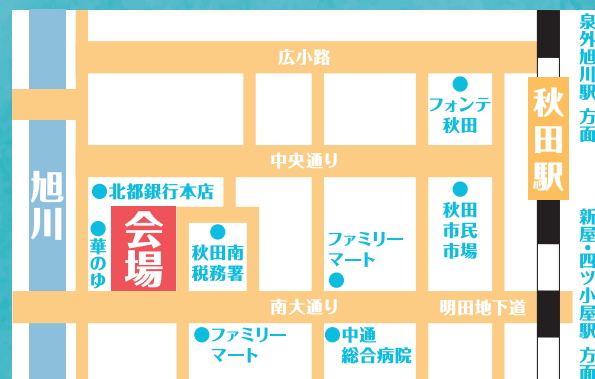 広小路
泉外旭川駅 方面
フォンテ
秋田
秋田駅
中央通り
旭川
●北都銀行本店
華のゆ
会場
秋田南
税務署
ファミリー
マート
秋田
市民
市場
新屋・四ツ小屋駅 方面
南大通り
明田地下道
●ファミリー
マート
●中通
総合病院